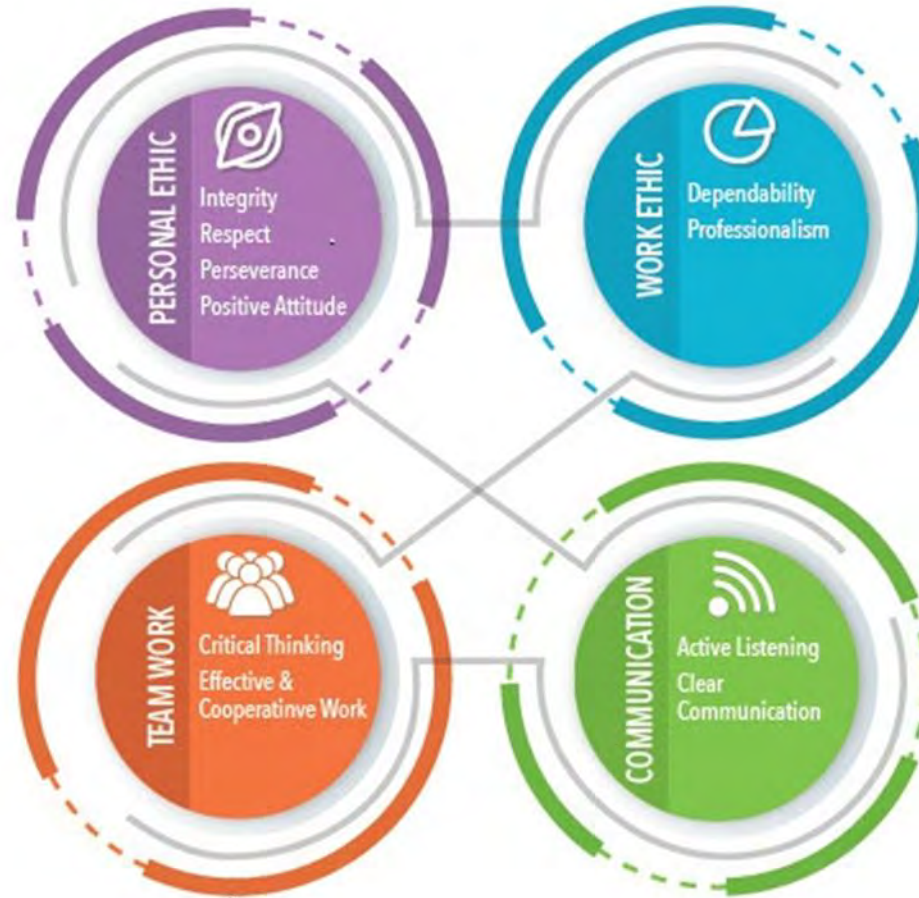 PERSONAL ETHIC
Integrity
Respect
Perseverance
Positive Attitude
WORK ETHIC
Dependability
Professionalism
TEAM WORK
Critical Thinking
Effective &
Cooperatinve Work
COMMUNICATION
Active Listening
Clear
Communication